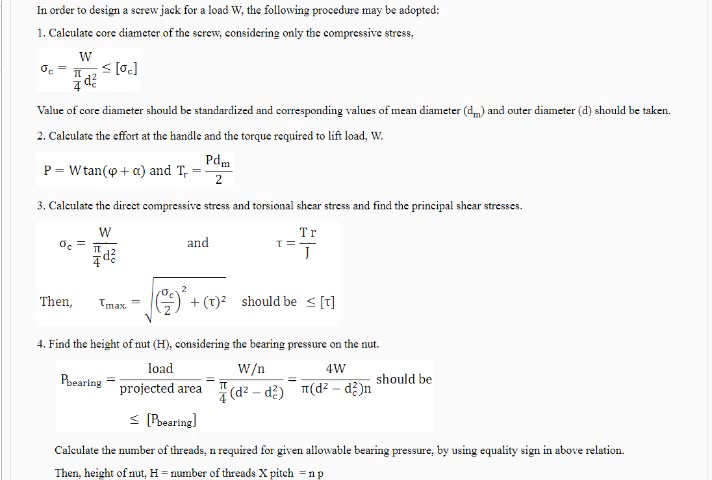 In order to design a screw jack for a load W, the following procedure may be adopted:
1. Calculate core diameter of the screw, considering only the compressive stress,
σc = W / (π/4 dc²) ≤ [σc]
Value of core diameter should be standardized and corresponding values of mean diameter (dm) and outer diameter (d) should be taken.
2. Calculate the effort at the handle and the torque required to lift load, W.
P = W tan(φ + α) and Tr = Pdm / 2
3. Calculate the direct compressive stress and torsional shear stress and find the principal shear stresses.
σc = W / (π/4 dc²) and τ = T r / J
Then, τmax. = √((σc/2)² + (τ)²) should be ≤ [τ]
4. Find the height of nut (H), considering the bearing pressure on the nut.
Pbearing = load / projected area = W/n / (π/4 (d² − dc²)) = 4W / (π(d² − dc²)n) should be
≤ [Pbearing]
Calculate the number of threads, n required for given allowable bearing pressure, by using equality sign in above relation.
Then, height of nut, H = number of threads X pitch = n p